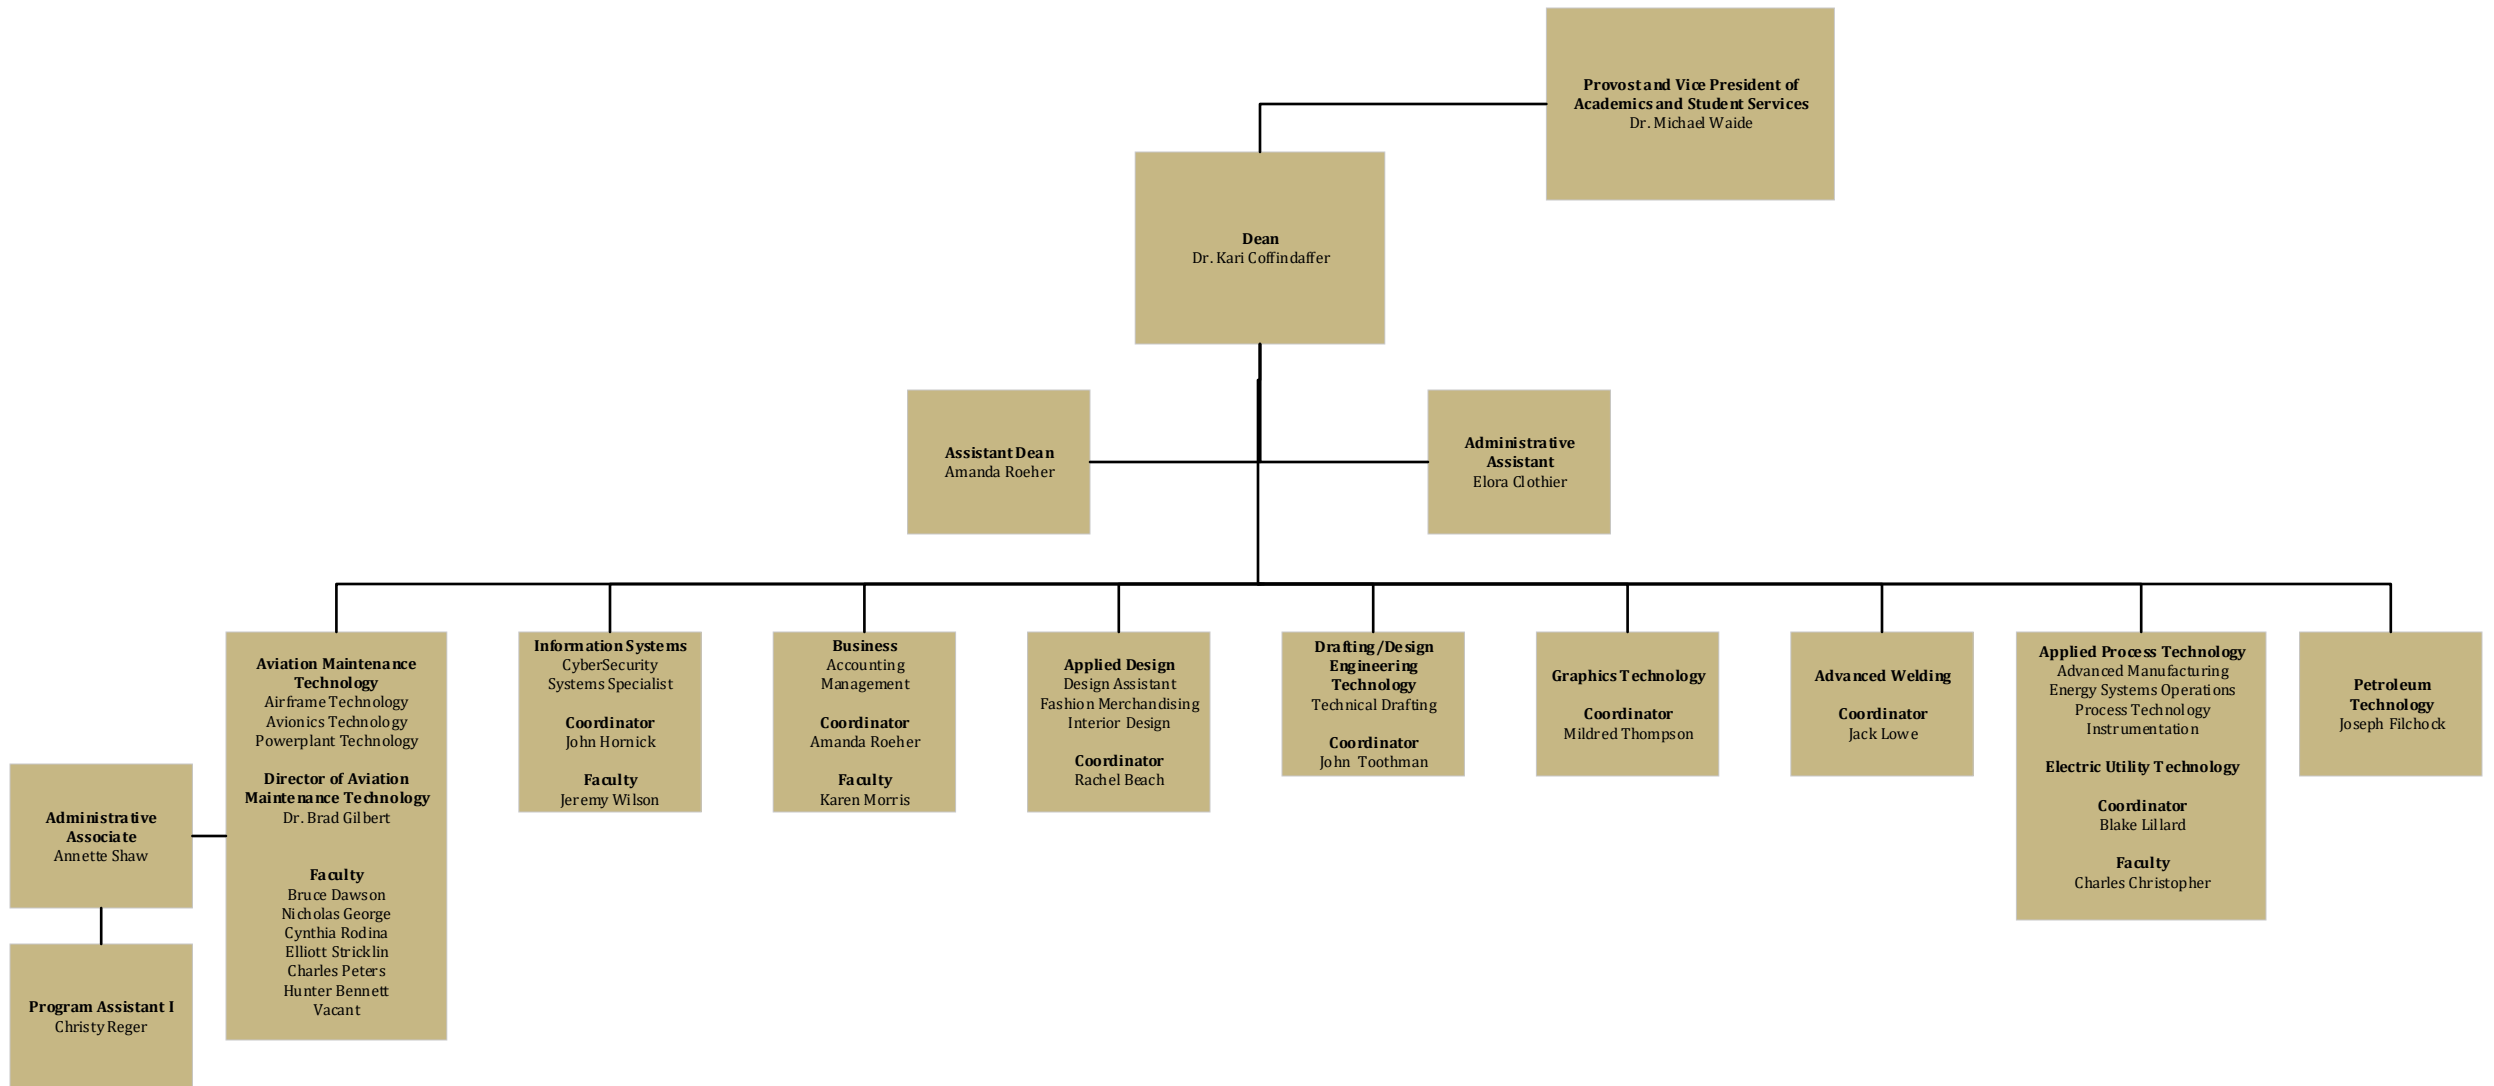 Provost and Vice President of
Academics and Student Services
Dr. Michael Waide
Dean
Dr. Kari Coffindaffer
Assistant Dean
Amanda Roeher
Administrative
Assistant
Elora Clothier
Aviation Maintenance
Technology
Airframe Technology
Avionics Technology
Powerplant Technology
Director of Aviation
Maintenance Technology
Dr. Brad Gilbert
Faculty
Bruce Dawson
Nicholas George
Cynthia Rodina
Elliott Stricklin
Charles Peters
Hunter Bennett
Vacant
Administrative
Associate
Annette Shaw
Program Assistant I
Christy Reger
Information Systems
CyberSecurity
Systems Specialist
Coordinator
John Hornick
Faculty
Jeremy Wilson
Business
Accounting
Management
Coordinator
Amanda Roeher
Faculty
Karen Morris
Applied Design
Design Assistant
Fashion Merchandising
Interior Design
Coordinator
Rachel Beach
Drafting/Design
Engineering
Technology
Technical Drafting
Coordinator
John Toothman
Graphics Technology
Coordinator
Mildred Thompson
Advanced Welding
Coordinator
Jack Lowe
Applied Process Technology
Advanced Manufacturing
Energy Systems Operations
Process Technology
Instrumentation
Electric Utility Technology
Coordinator
Blake Lillard
Faculty
Charles Christopher
Petroleum
Technology
Joseph Filchock